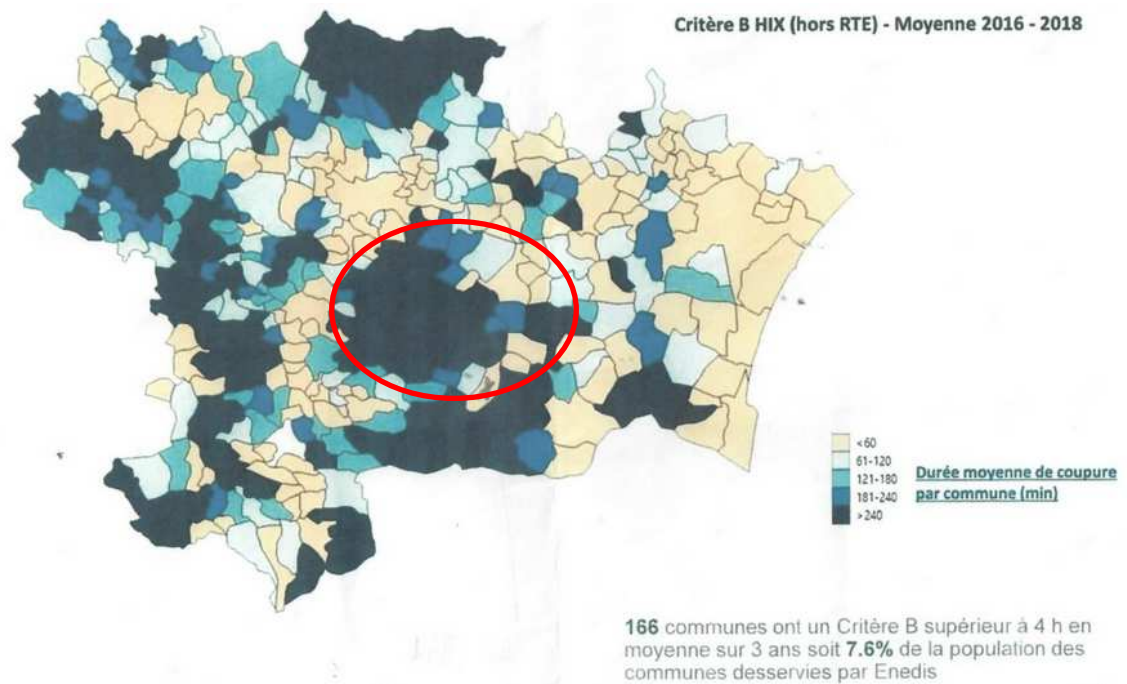 Critère B HIX (hors RTE) - Moyenne 2016 - 2018
<60
61-120
121-180
181-240
>240
Durée moyenne de coupure
par commune (min)
166 communes ont un Critère B supérieur à 4 h en
moyenne sur 3 ans soit 7.6% de la population des
communes desservies par Enedis